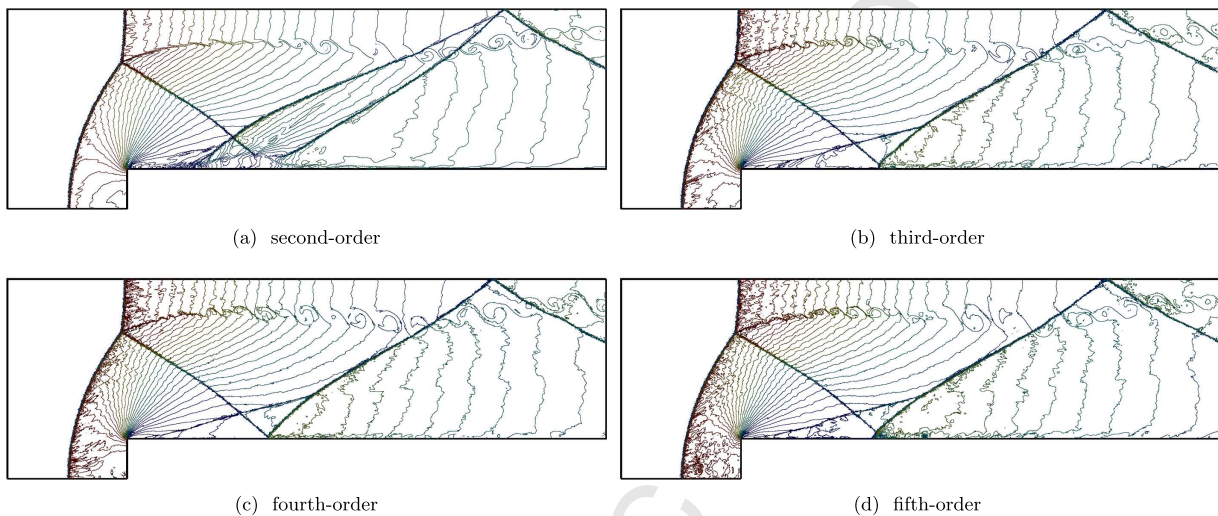 (a) second-order
(b) third-order
(c) fourth-order
(d) fifth-order